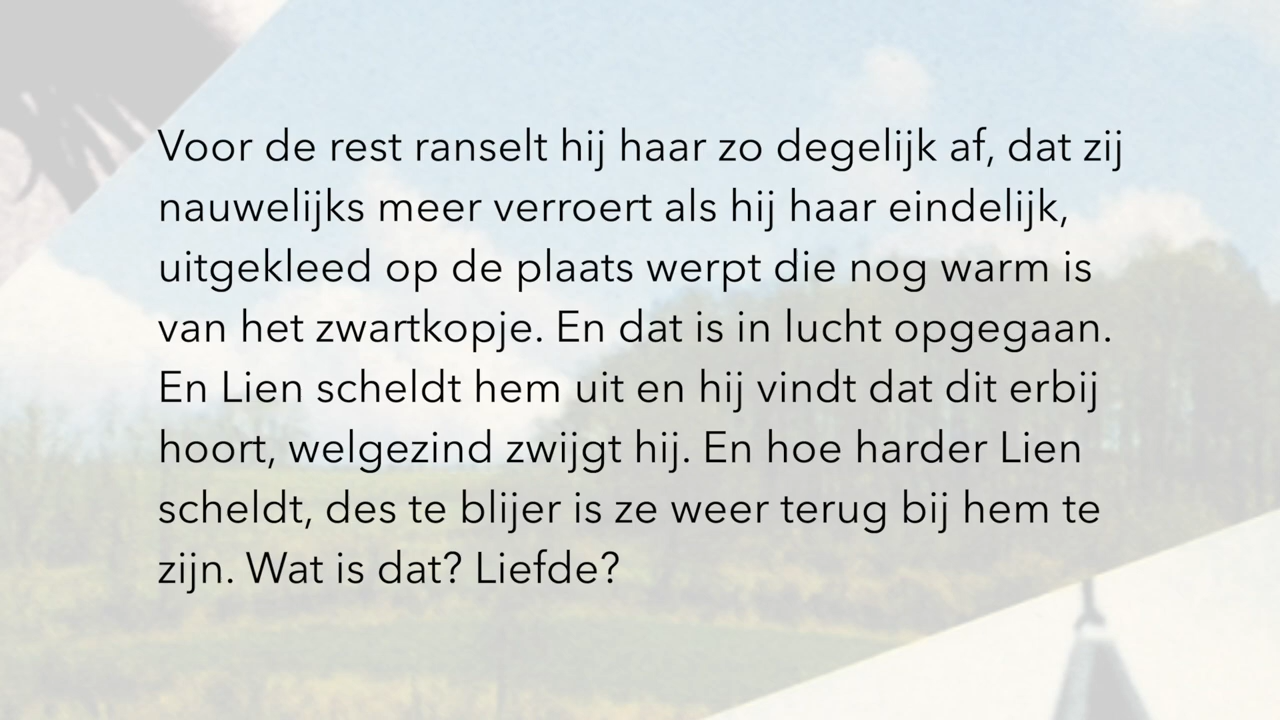 Voor de rest ranselt hij haar zo degelijk af, dat zij
nauwelijks meer verroert als hij haar eindelijk,
uitgekleed op de plaats werpt die nog warm is
van het zwartkopje. En dat is in lucht opgegaan.
En Lien scheldt hem uit en hij vindt dat dit erbij
hoort, welgezind zwijgt hij. En hoe harder Lien
scheldt, des te blijer is ze weer terug bij hem te
zijn. Wat is dat? Liefde?